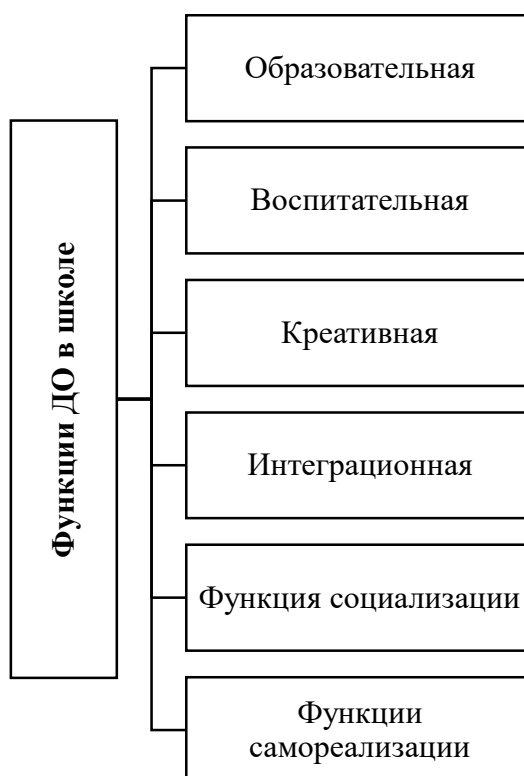 Функции ДО в школе
Образовательная
Воспитательная
Креативная
Интеграционная
Функция социализации
Функции
самореализации